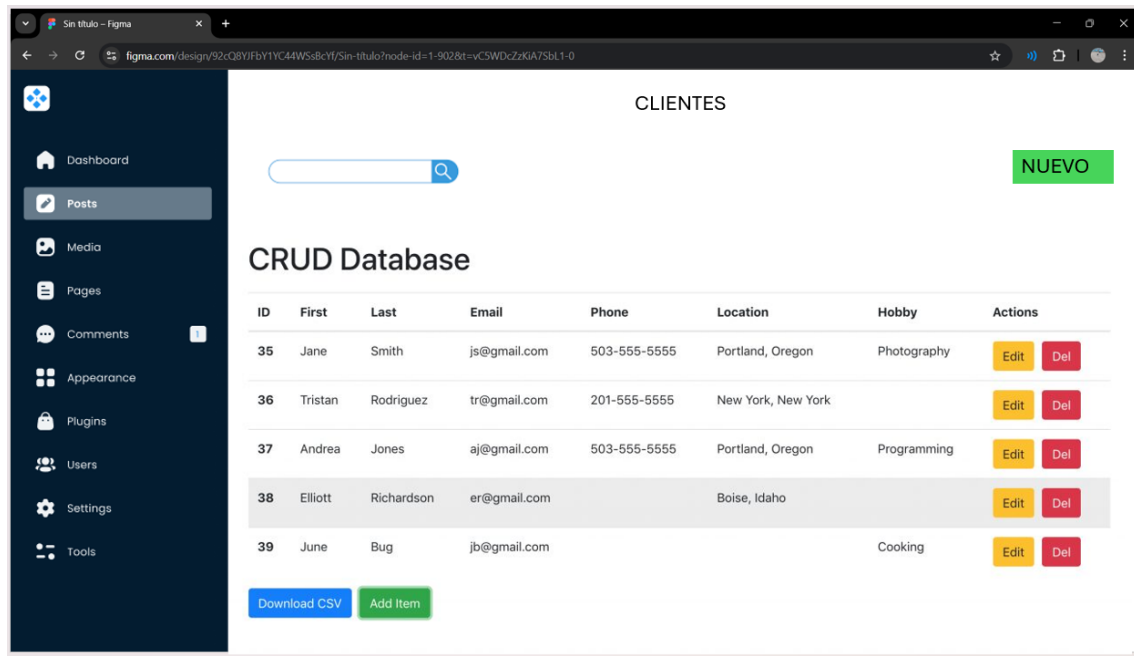 Sin título – Figma
figma.com/design/92cQ8YJFbY1YC44WSsBcYf/Sin-título?node-id=1-902&t=vC5WDcZzKiA7SbL1-0
CLIENTES
NUEVO
Dashboard
Posts
Media
Pages
Comments 1
Appearance
Plugins
Users
Settings
Tools
CRUD Database
ID First Last Email Phone Location Hobby Actions
35 Jane Smith js@gmail.com 503-555-5555 Portland, Oregon Photography Edit Del
36 Tristan Rodriguez tr@gmail.com 201-555-5555 New York, New York Edit Del
37 Andrea Jones aj@gmail.com 503-555-5555 Portland, Oregon Programming Edit Del
38 Elliott Richardson er@gmail.com Boise, Idaho Edit Del
39 June Bug jb@gmail.com Cooking Edit Del
Download CSV Add Item